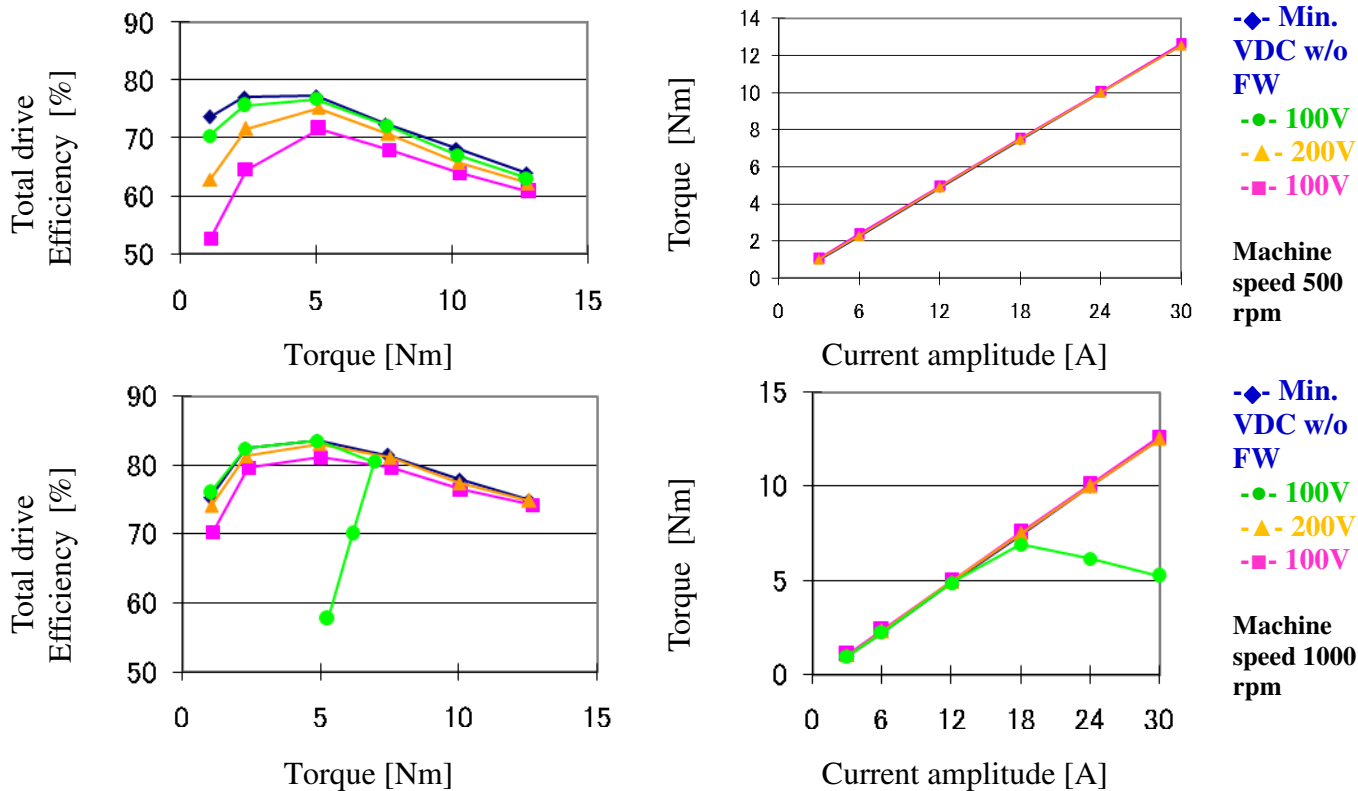 Total drive
Efficiency [%]
90
80
70
60
50
0 5 10 15
Torque [Nm]
Torque [Nm]
14
12
10
8
6
4
2
0
0 6 12 18 24 30
Current amplitude [A]
-◆- Min.
VDC w/o
FW
-●- 100V
-▲- 200V
-■- 100V
Machine
speed 500
rpm
Total drive
Efficiency [%]
90
80
70
60
50
0 5 10 15
Torque [Nm]
Torque [Nm]
15
10
5
0
0 6 12 18 24 30
Current amplitude [A]
-◆- Min.
VDC w/o
FW
-●- 100V
-▲- 200V
-■- 100V
Machine
speed 1000
rpm